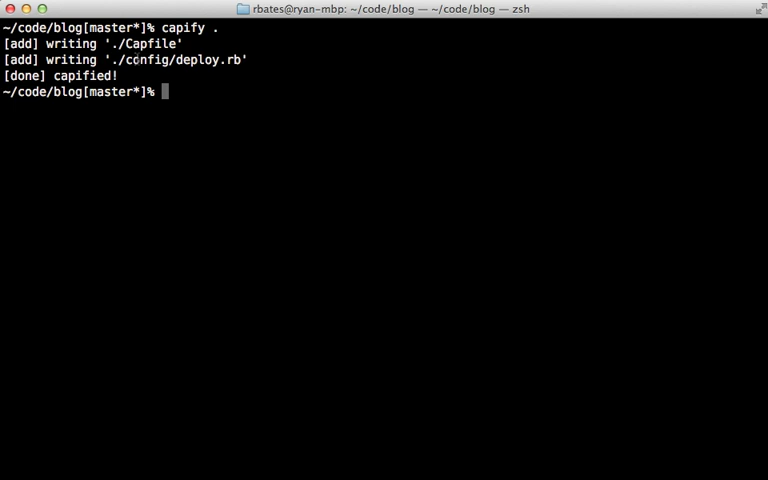 rbates@ryan-mbp: ~/code/blog — ~/code/blog — zsh
~/code/blog[master*]% capify .
[add] writing './Capfile'
[add] writing './config/deploy.rb'
[done] capified!
~/code/blog[master*]%